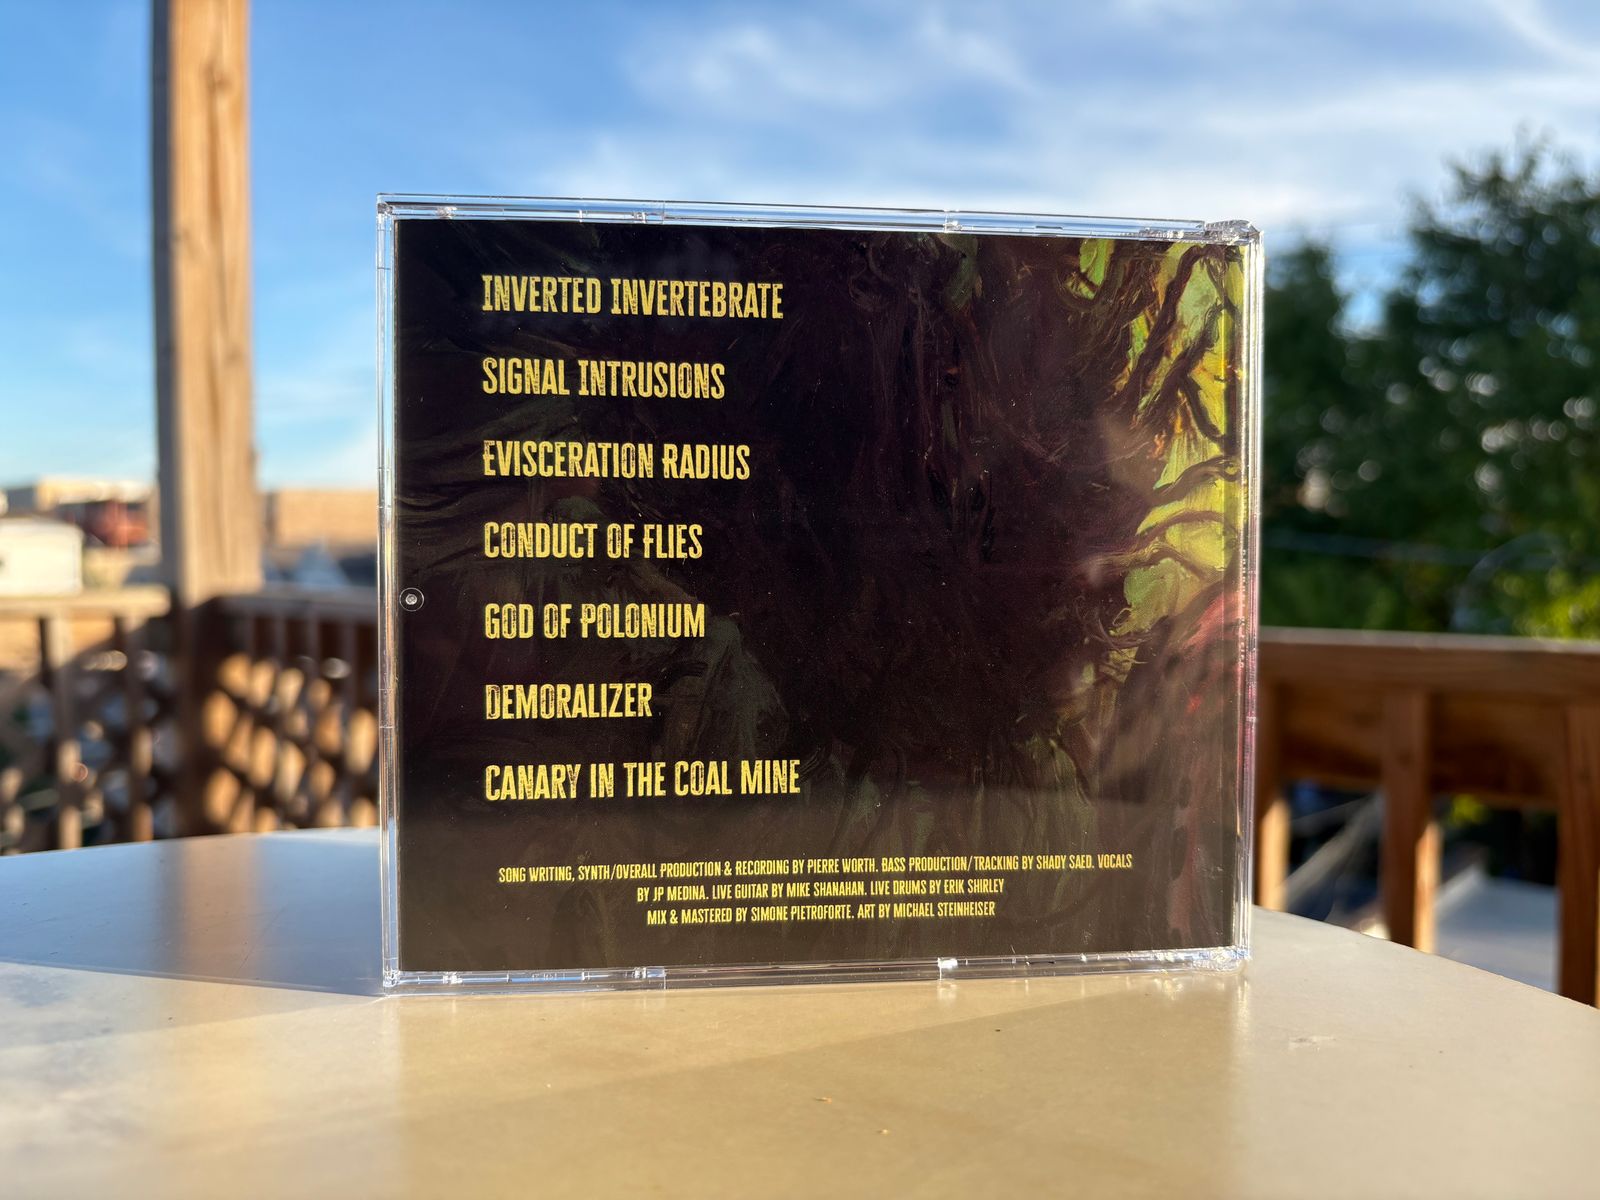 INVERTED INVERTEBRATE
SIGNAL INTRUSIONS
EVISCERATION RADIUS
CONDUCT OF FLIES
GOD OF POLONIUM
DEMORALIZER
CANARY IN THE COAL MINE
SONG WRITING, SYNTH/OVERALL PRODUCTION & RECORDING BY PIERRE WORTH. BASS PRODUCTION/TRACKING BY SHADY SAED. VOCALS
BY JP MEDINA. LIVE GUITAR BY MIKE SHANAHAN. LIVE DRUMS BY ERIK SHIRLEY
MIX & MASTERED BY SIMONE PIETROFORTE. ART BY MICHAEL STEINHEISER